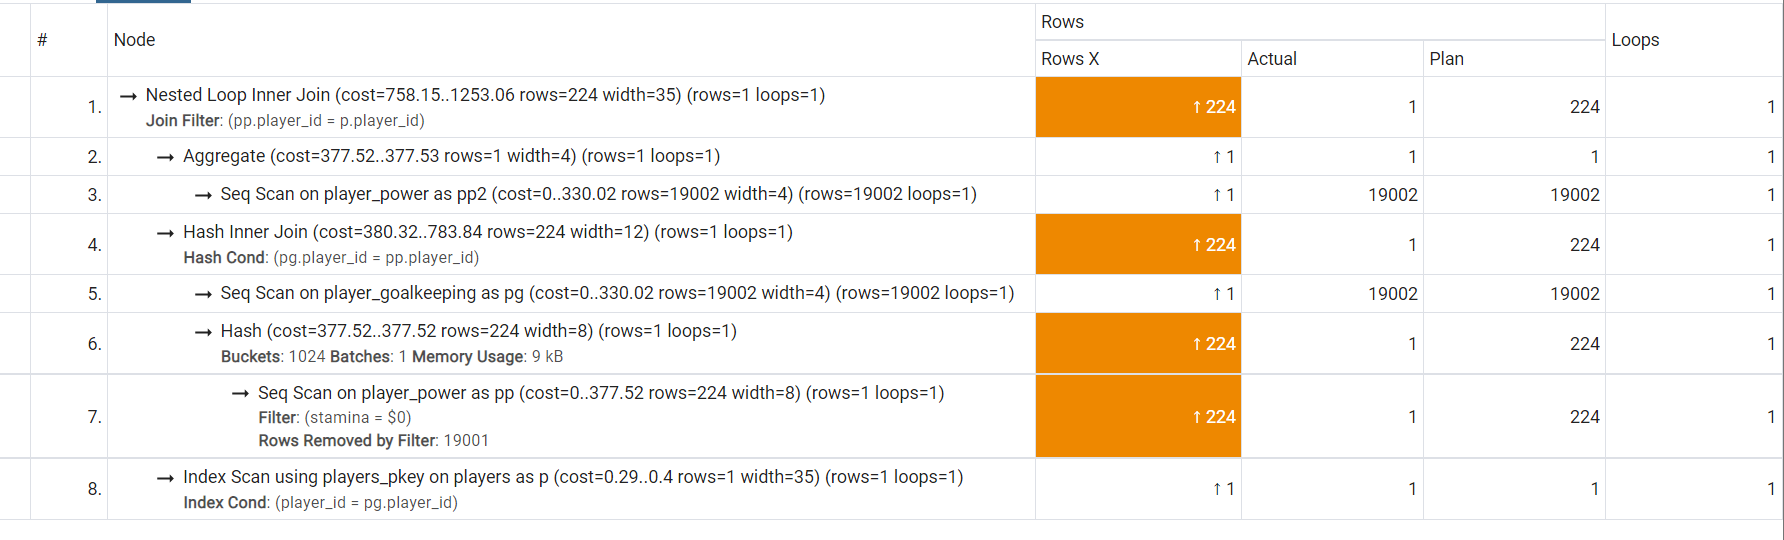 # Node Rows Loops
Rows X Actual Plan
1. → Nested Loop Inner Join (cost=758.15..1253.06 rows=224 width=35) (rows=1 loops=1) ↑ 224 1 224 1
Join Filter: (pp.player_id = p.player_id)
2. → Aggregate (cost=377.52..377.53 rows=1 width=4) (rows=1 loops=1) ↑ 1 1 1 1
3. → Seq Scan on player_power as pp2 (cost=0..330.02 rows=19002 width=4) (rows=19002 loops=1) ↑ 1 19002 19002 1
4. → Hash Inner Join (cost=380.32..783.84 rows=224 width=12) (rows=1 loops=1) ↑ 224 1 224 1
Hash Cond: (pg.player_id = pp.player_id)
5. → Seq Scan on player_goalkeeping as pg (cost=0..330.02 rows=19002 width=4) (rows=19002 loops=1) ↑ 1 19002 19002 1
6. → Hash (cost=377.52..377.52 rows=224 width=8) (rows=1 loops=1) ↑ 224 1 224 1
Buckets: 1024 Batches: 1 Memory Usage: 9 kB
7. → Seq Scan on player_power as pp (cost=0..377.52 rows=224 width=8) (rows=1 loops=1) ↑ 224 1 224 1
Filter: (stamina = $0)
Rows Removed by Filter: 19001
8. → Index Scan using players_pkey on players as p (cost=0.29..0.4 rows=1 width=35) (rows=1 loops=1) ↑ 1 1 1 1
Index Cond: (player_id = pg.player_id)